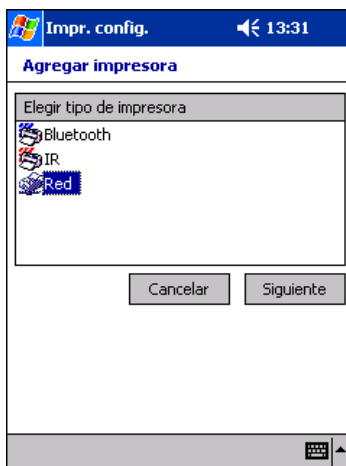 Impr. config. 13:31
Agregar impresora
Elegir tipo de impresora
Bluetooth
IR
Red
Cancelar Siguiente